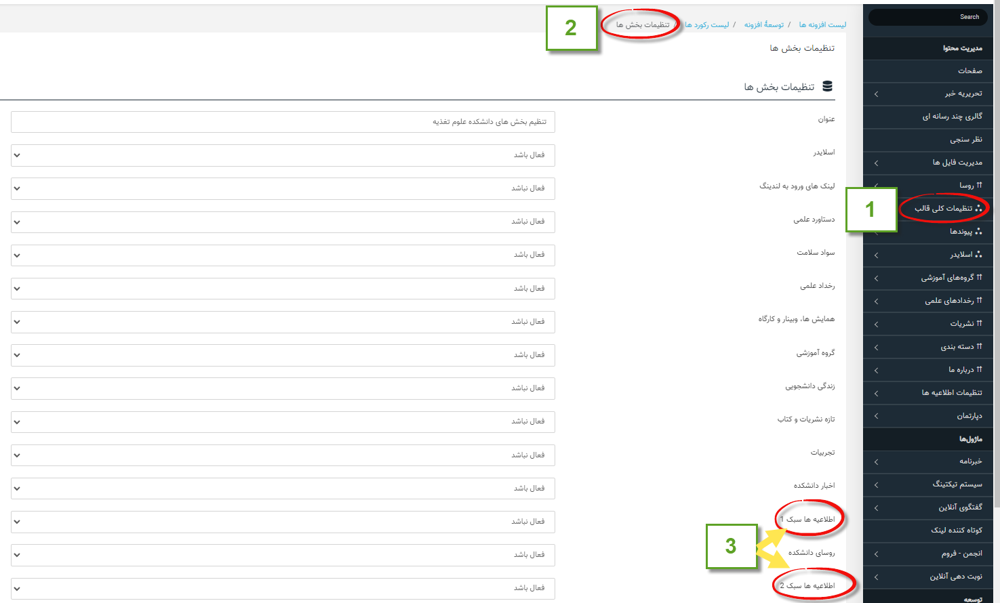 Search
مدیریت محتوا
صفحات
تحریریه خبر
گالری چند رسانه ای
نظر سنجی
مدیریت فایل ها
روسا
تنظیمات کلی قالب
1
پیوندها
اسلایدر
گروه‌های آموزشی
رخدادهای علمی
نشریات
دسته بندی
درباره ما
تنظیمات اطلاعیه ها
دپارتمان
ماژول‌ها
خبرنامه
سیستم تیکتینگ
گفتگوی آنلاین
کوتاه کننده لینک
انجمن - فروم
نوبت دهی آنلاین
توسعه
لیست افزونه ها / توسعهٔ افزونه / لیست رکورد ها / تنظیمات بخش ها
2
تنظیمات بخش ها
تنظیمات بخش ها
عنوان تنظیم بخش های دانشکده علوم تغذیه
اسلایدر فعال باشد
لینک های ورود به لندینگ فعال نباشد
دستاورد علمی فعال نباشد
سواد سلامت فعال باشد
رخداد علمی فعال باشد
همایش ها، وبینار و کارگاه فعال نباشد
گروه آموزشی فعال باشد
زندگی دانشجویی فعال نباشد
تازه نشریات و کتاب فعال نباشد
تجربیات فعال نباشد
اخبار دانشکده فعال باشد
اطلاعیه ها سبک 1 فعال نباشد
3
روسای دانشکده فعال باشد
اطلاعیه ها سبک 2 فعال باشد